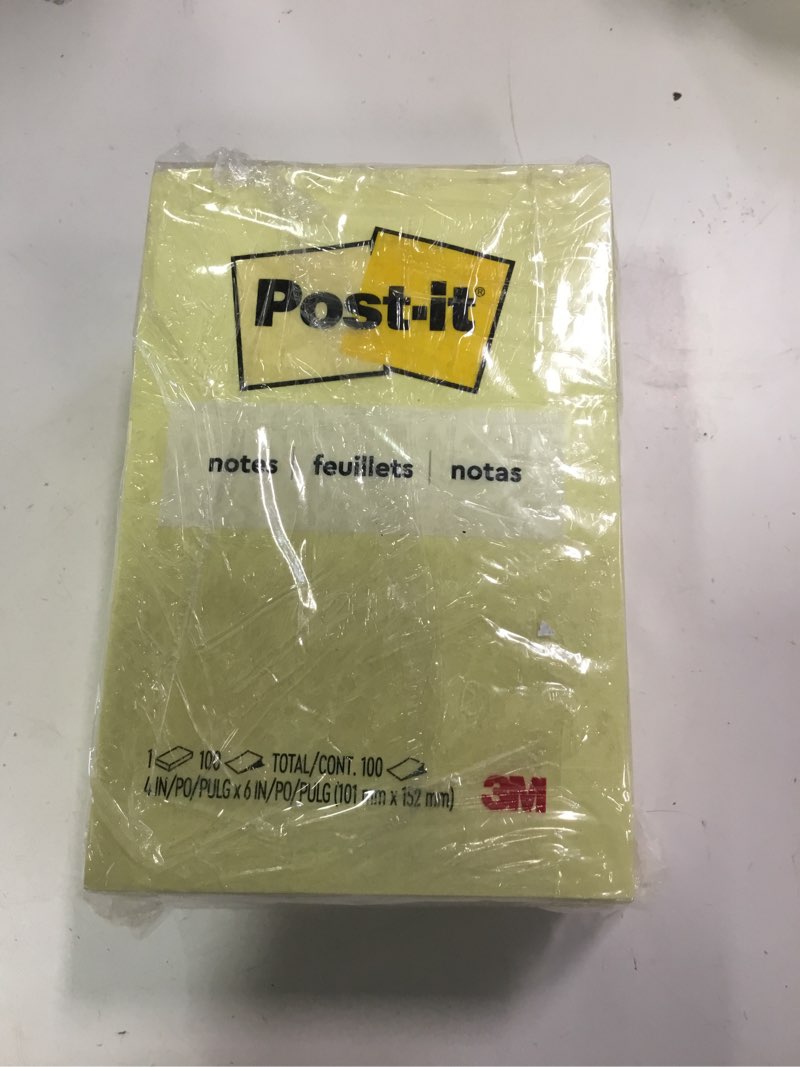 Post-it®
notes | feuillets | notas
1 100 TOTAL/CONT. 100
4 IN/PO/PULG x 6 IN/PO/PULG (101 mm x 152 mm)
3M